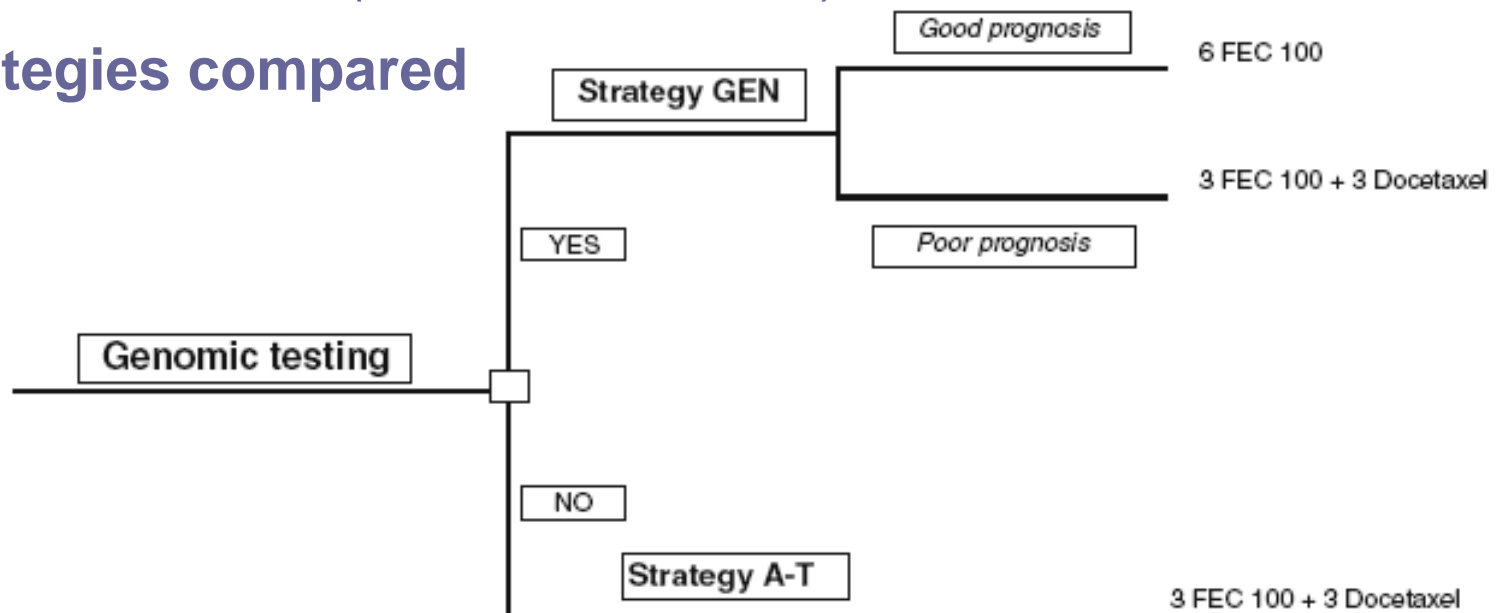 tegies compared
Good prognosis
6 FEC 100
Strategy GEN
3 FEC 100 + 3 Docetaxel
YES
Poor prognosis
Genomic testing
NO
Strategy A-T
3 FEC 100 + 3 Docetaxel